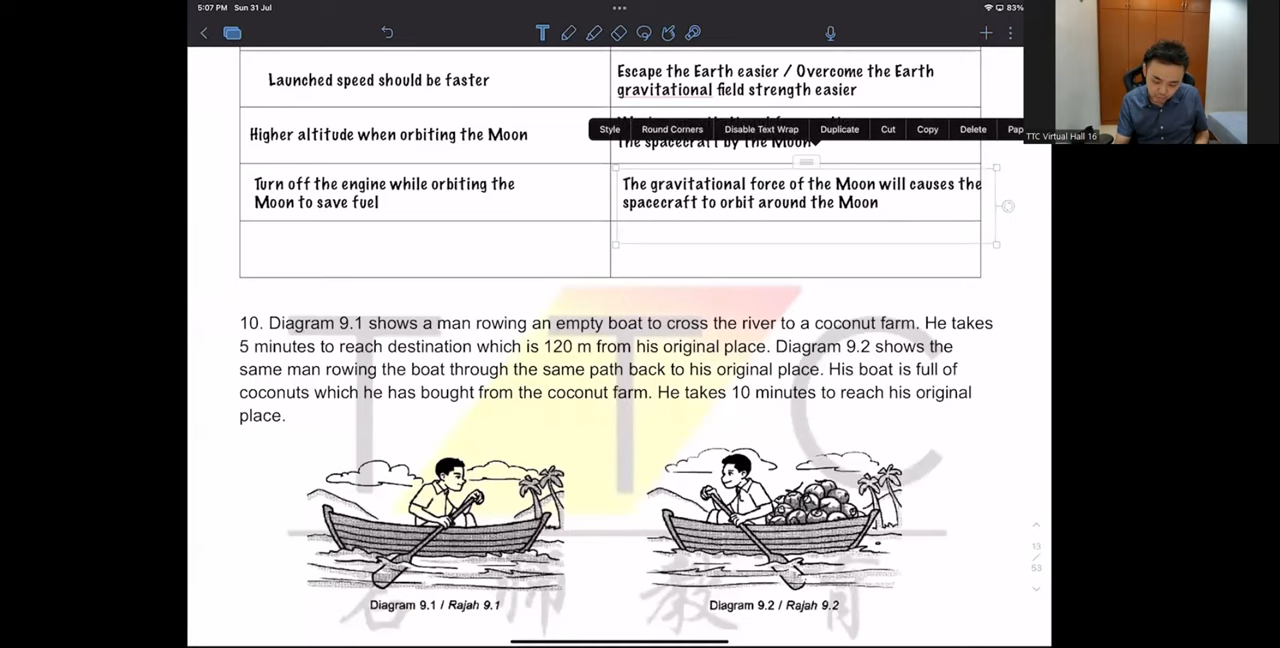 5:07 PM Sun 31 Jul
83%
T
Launched speed should be faster
Escape the Earth easier / Overcome the Earth
gravitational field strength easier
Higher altitude when orbiting the Moon
Style Round Corners Disable Text Wrap Duplicate Cut Copy Delete Pap
the spacecraft by the Moon
TTC Virtual Hall 16
Turn off the engine while orbiting the
Moon to save fuel
The gravitational force of the Moon will causes the
spacecraft to orbit around the Moon
10. Diagram 9.1 shows a man rowing an empty boat to cross the river to a coconut farm. He takes
5 minutes to reach destination which is 120 m from his original place. Diagram 9.2 shows the
same man rowing the boat through the same path back to his original place. His boat is full of
coconuts which he has bought from the coconut farm. He takes 10 minutes to reach his original
place.
TTC
名師教育
Diagram 9.1 / Rajah 9.1
Diagram 9.2 / Rajah 9.2
13
/
53